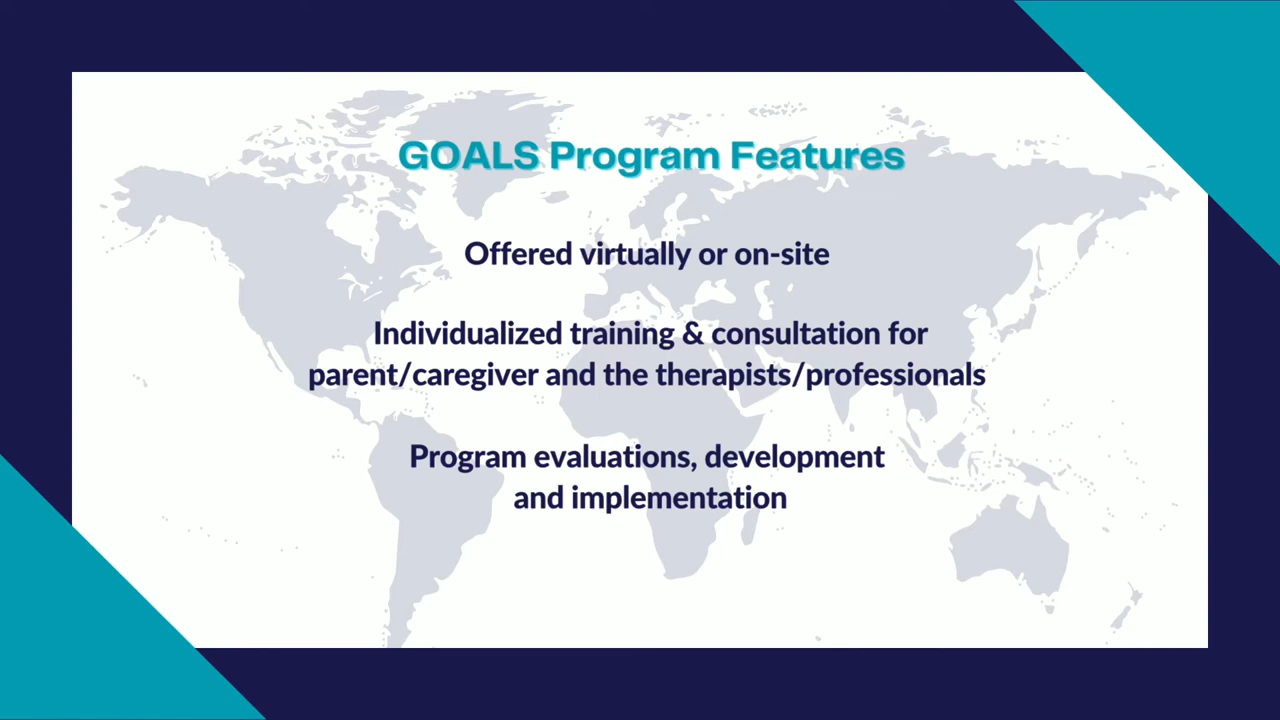 GOALS Program Features
Offered virtually or on-site
Individualized training & consultation for
parent/caregiver and the therapists/professionals
Program evaluations, development
and implementation